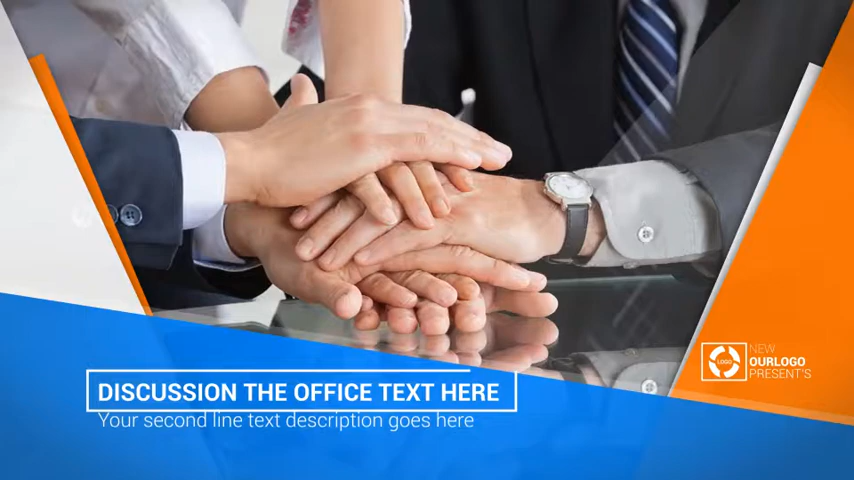 DISCUSSION THE OFFICE TEXT HERE
Your second line text description goes here
LOGO
NEW
OURLOGO
PRESENT'S